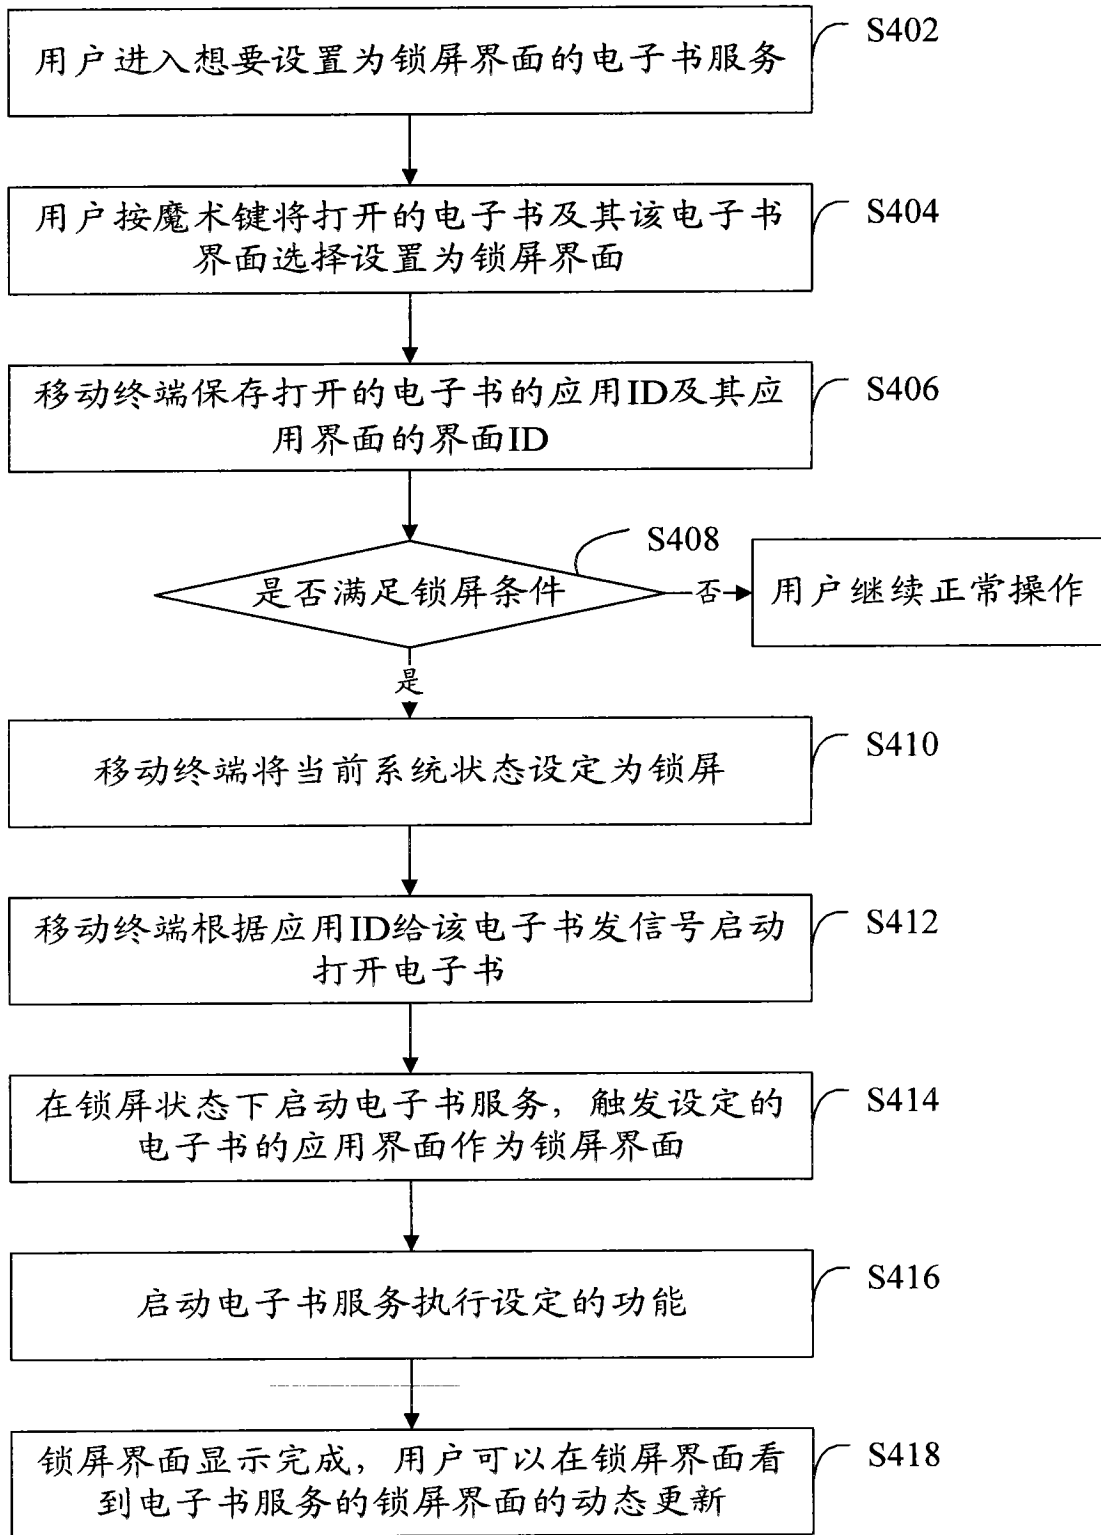 用户进入想要设置为锁屏界面的电子书服务
S402
用户按魔术键将打开的电子书及其该电子书
界面选择设置为锁屏界面
S404
移动终端保存打开的电子书的应用ID及其应
用界面的界面ID
S406
是否满足锁屏条件
S408
否
用户继续正常操作
是
移动终端将当前系统状态设定为锁屏
S410
移动终端根据应用ID给该电子书发信号启动
打开电子书
S412
在锁屏状态下启动电子书服务，触发设定的
电子书的应用界面作为锁屏界面
S414
启动电子书服务执行设定的功能
S416
锁屏界面显示完成，用户可以在锁屏界面看
到电子书服务的锁屏界面的动态更新
S418